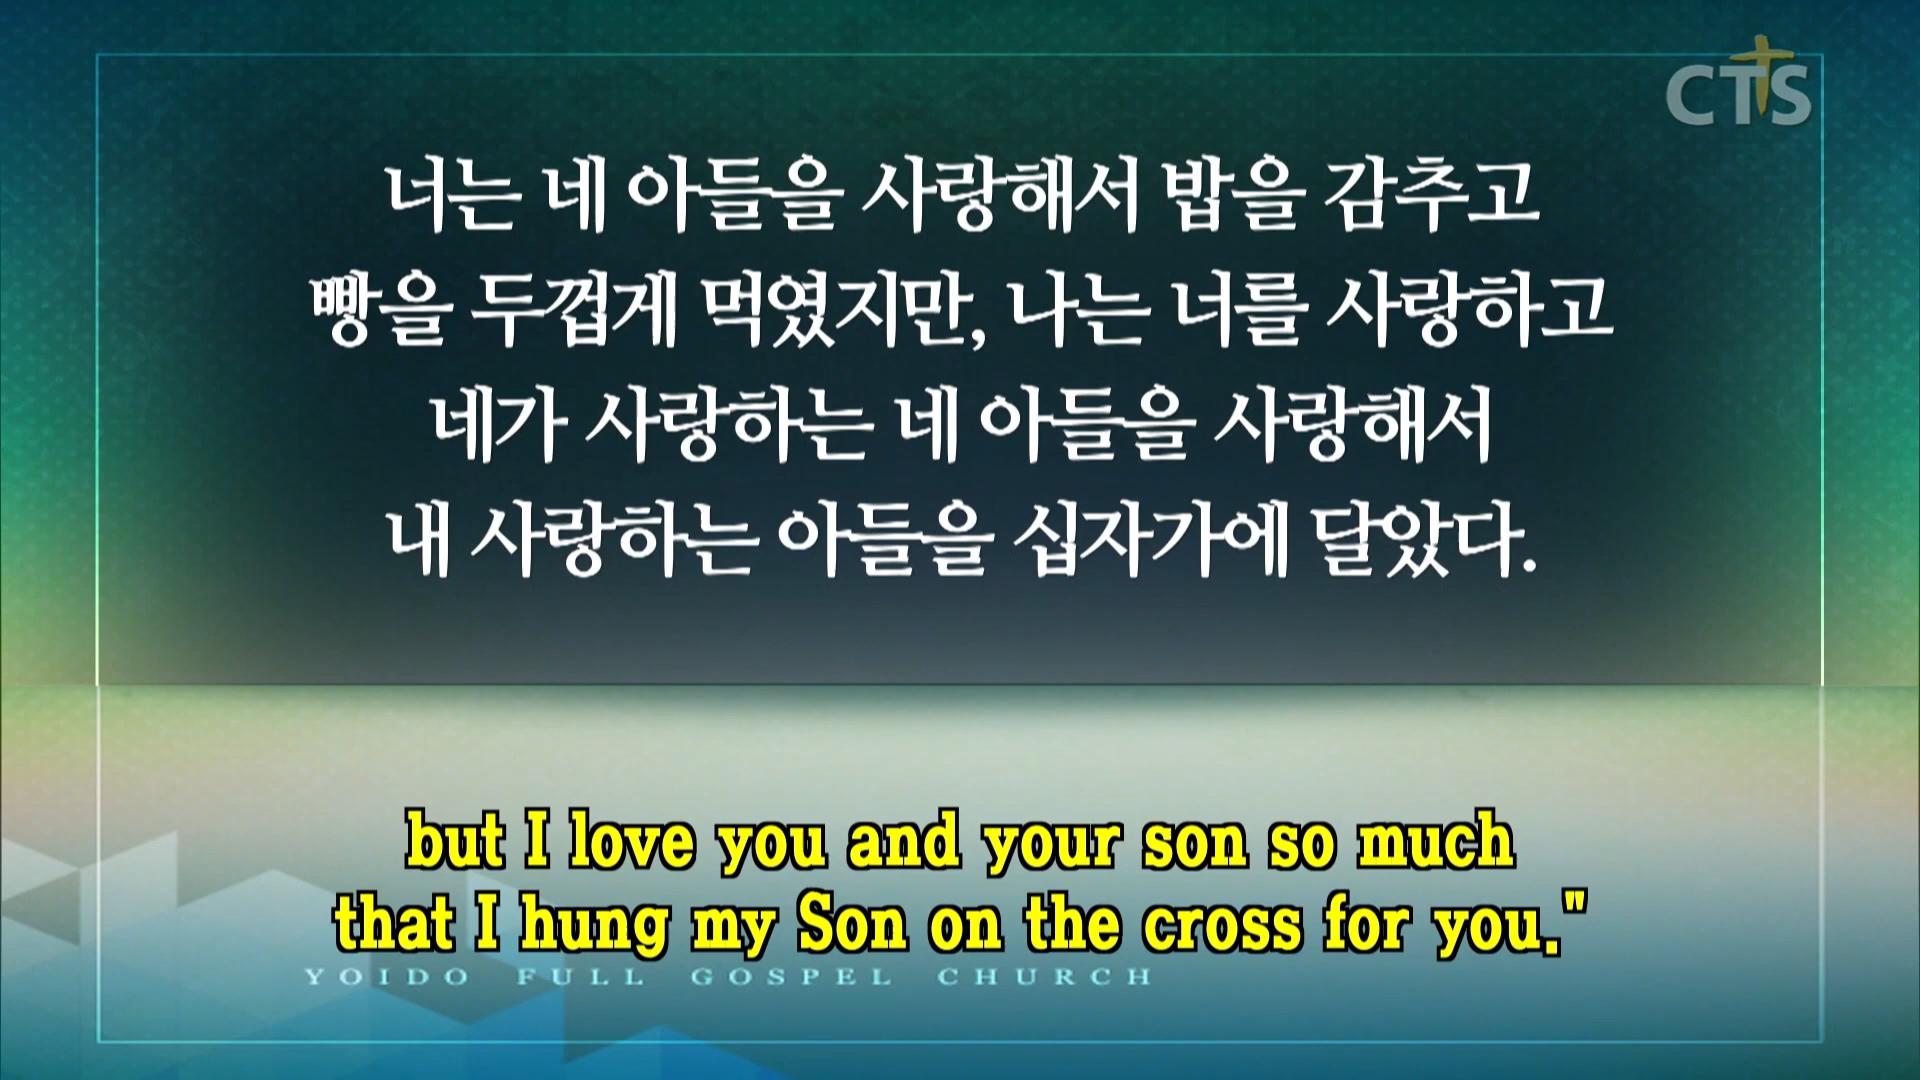 CTS
너는 네 아들을 사랑해서 밥을 감추고
빵을 두껍게 먹였지만, 나는 너를 사랑하고
네가 사랑하는 네 아들을 사랑해서
내 사랑하는 아들을 십자가에 달았다.
but I love you and your son so much
that I hung my Son on the cross for you."
YOIDO FULL GOSPEL CHURCH